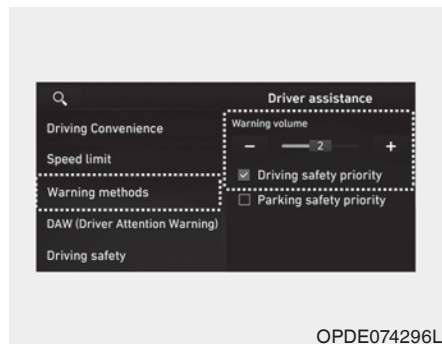 Driver assistance
Driving Convenience
Speed limit
Warning methods
DAW (Driver Attention Warning)
Driving safety
Warning volume
- 2 +
Driving safety priority
Parking safety priority
OPDE074296L